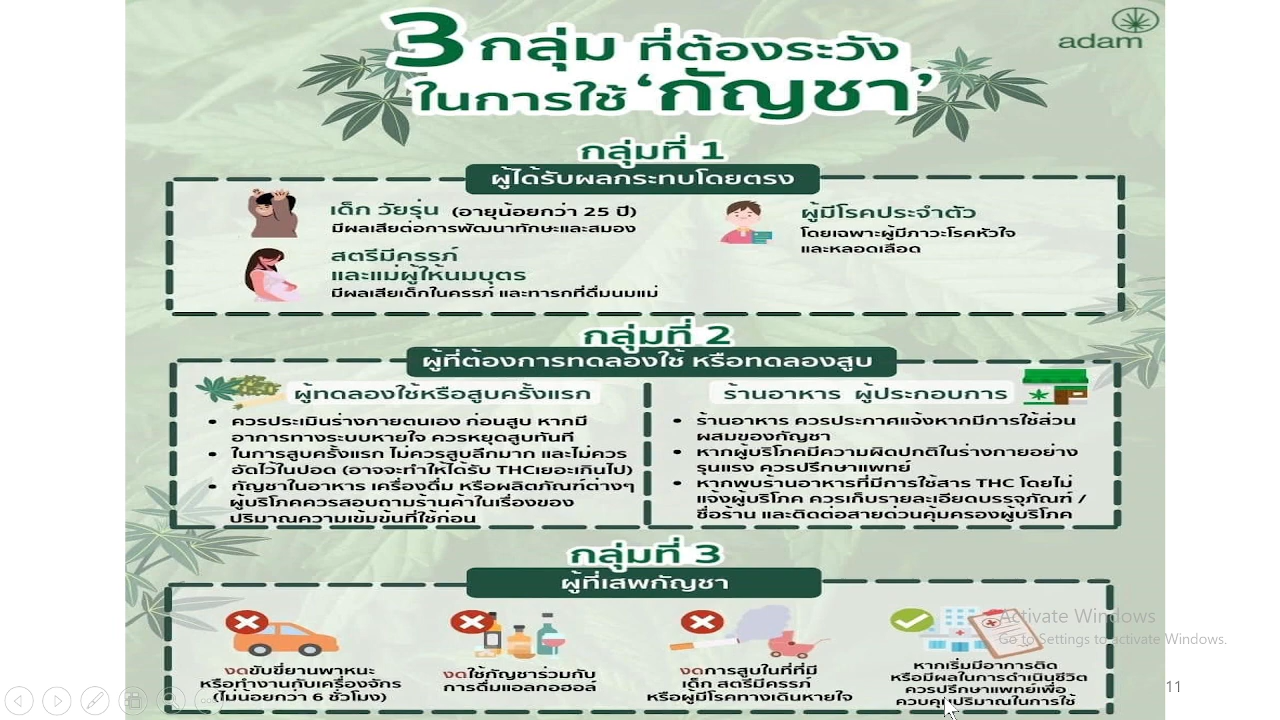 adam
3 กลุ่ม ที่ต้องระวัง
ในการใช้ ‘กัญชา’
กลุ่มที่ 1
ผู้ได้รับผลกระทบโดยตรง
เด็ก วัยรุ่น (อายุน้อยกว่า 25 ปี)
มีผลเสียต่อการพัฒนาทักษะและสมอง
สตรีมีครรภ์
และแม่ผู้ให้นมบุตร
มีผลเสียเด็กในครรภ์ และทารกที่ดื่มนมแม่
ผู้มีโรคประจำตัว
โดยเฉพาะผู้มีภาวะโรคหัวใจ
และหลอดเลือด
กลุ่มที่ 2
ผู้ที่ต้องการทดลองใช้ หรือทดลองสูบ
ผู้ทดลองใช้หรือสูบครั้งแรก
• ควรประเมินร่างกายตนเอง ก่อนสูบ หากมี
อาการทางระบบหายใจ ควรหยุดสูบทันที
• ในการสูบครั้งแรก ไม่ควรสูบลึกมาก และไม่ควร
อัดไว้ในปอด (อาจจะทำให้ได้รับ THCเยอะเกินไป)
• กัญชาในอาหาร เครื่องดื่ม หรือผลิตภัณฑ์ต่างๆ
ผู้บริโภคควรสอบถามร้านค้าในเรื่องของ
ปริมาณความเข้มข้นที่ใช้ก่อน
ร้านอาหาร ผู้ประกอบการ
• ร้านอาหาร ควรประกาศแจ้งหากมีการใช้ส่วน
ผสมของกัญชา
• หากผู้บริโภคมีความผิดปกติในร่างกายอย่าง
รุนแรง ควรปรึกษาแพทย์
• หากพบร้านอาหารที่มีการใช้สาร THC โดยไม่
แจ้งผู้บริโภค ควรเก็บรายละเอียดบรรจุภัณฑ์ /
ชื่อร้าน และติดต่อสายด่วนคุ้มครองผู้บริโภค
กลุ่มที่ 3
ผู้ที่เสพกัญชา
งดขับขี่ยานพาหนะ
หรือทำงานกับเครื่องจักร
(ไม่น้อยกว่า 6 ชั่วโมง)
งดใช้กัญชาร่วมกับ
การดื่มแอลกอฮอล์
งดการสูบในที่ที่มี
เด็ก สตรีมีครรภ์
หรือผู้มีโรคทางเดินหายใจ
หากเริ่มมีอาการติด
หรือมีผลในการดำเนินชีวิต
ควรปรึกษาแพทย์เพื่อ
ควบคุมปริมาณในการใช้
Activate Windows
Go to Settings to activate Windows.
11